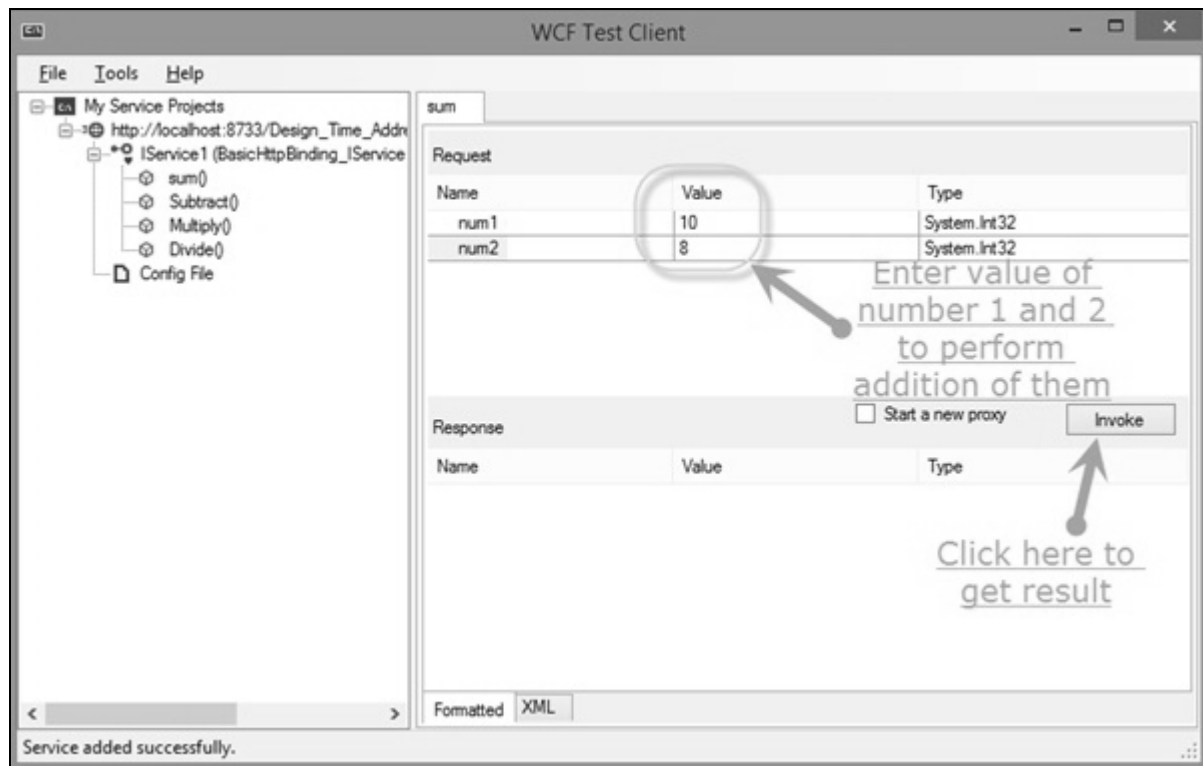 WCF Test Client
File Tools Help
My Service Projects
http://localhost:8733/Design_Time_Addre
IService1 (BasicHttpBinding_IService
sum()
Subtract()
Multiply()
Divide()
Config File
sum
Request
Name Value Type
num1 10 System.Int32
num2 8 System.Int32
Enter value of
number 1 and 2
to perform
addition of them
Start a new proxy
Invoke
Response
Name Value Type
Click here to
get result
Formatted XML
Service added successfully.